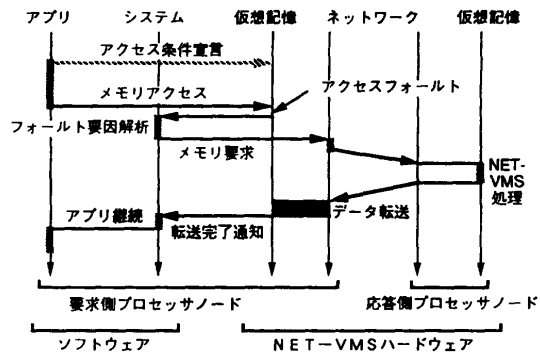 アプリ システム 仮想記憶 ネットワーク 仮想記憶
アクセス条件宣言
メモリアクセス
アクセスフォールト
フォールト要因解析
メモリ要求
NET-
VMS
処理
アプリ継続
データ転送
転送完了通知
要求側プロセッサノード
応答側プロセッサノード
ソフトウェア
NET-VMSハードウェア